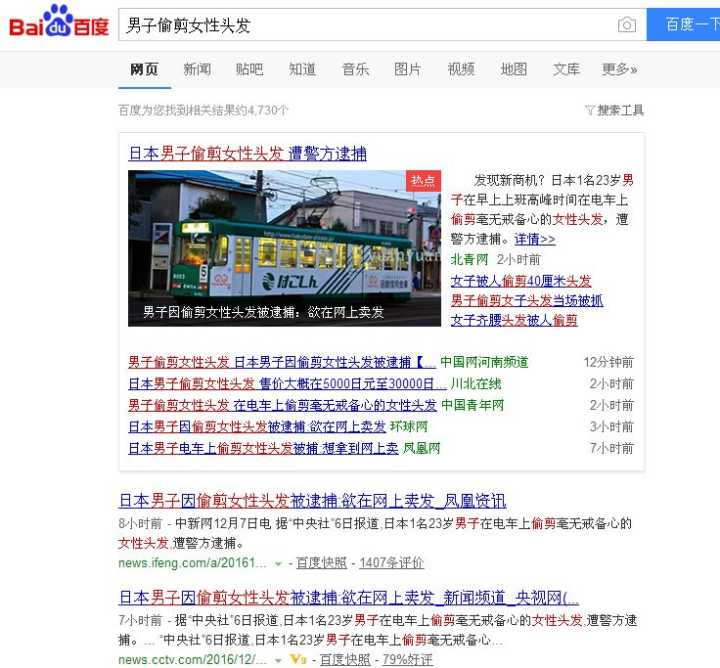 Bai du 百度 男子偷剪女性头发 百度一下
网页 新闻 贴吧 知道 音乐 图片 视频 地图 文库 更多»
百度为您找到相关结果约4,730个 搜索工具
日本男子偷剪女性头发 遭警方逮捕
热点
はこしん
男子因偷剪女性头发被逮捕：欲在网上卖发
发现新商机？日本1名23岁男
子在早上上班高峰时间在电车上
偷剪毫无戒备心的女性头发，遭
警方逮捕。详情>>
北青网 2小时前
女子被人偷剪40厘米头发
男子偷剪女子头发当场被抓
女子齐腰头发被人偷剪
男子偷剪女性头发 日本男子因偷剪女性头发被逮捕【... 中国网河南频道 12分钟前
日本男子偷剪女性头发 售价大概在5000日元至30000日... 川北在线 2小时前
男子偷剪女性头发 在电车上偷剪毫无戒备心的女性头发 中国青年网 2小时前
日本男子因偷剪女性头发被逮捕:欲在网上卖发 环球网 3小时前
日本男子电车上偷剪女性头发被捕 想拿到网上卖 凤凰网 7小时前
日本男子因偷剪女性头发被逮捕:欲在网上卖发_凤凰资讯
8小时前 - 中新网12月7日电 据“中央社”6日报道,日本1名23岁男子在电车上偷剪毫无戒备心的
女性头发,遭警方逮捕。
news.ifeng.com/a/20161... - 百度快照 - 1407条评价
日本男子因偷剪女性头发被逮捕:欲在网上卖发_新闻频道_央视网(...
7小时前 - 据“中央社”6日报道,日本1名23岁男子在电车上偷剪毫无戒备心的女性头发,遭警方逮
捕。... “中央社”6日报道,日本1名23岁男子在电车上偷剪毫无戒备心...
news.cctv.com/2016/12/... V3 - 百度快照 - 79%好评